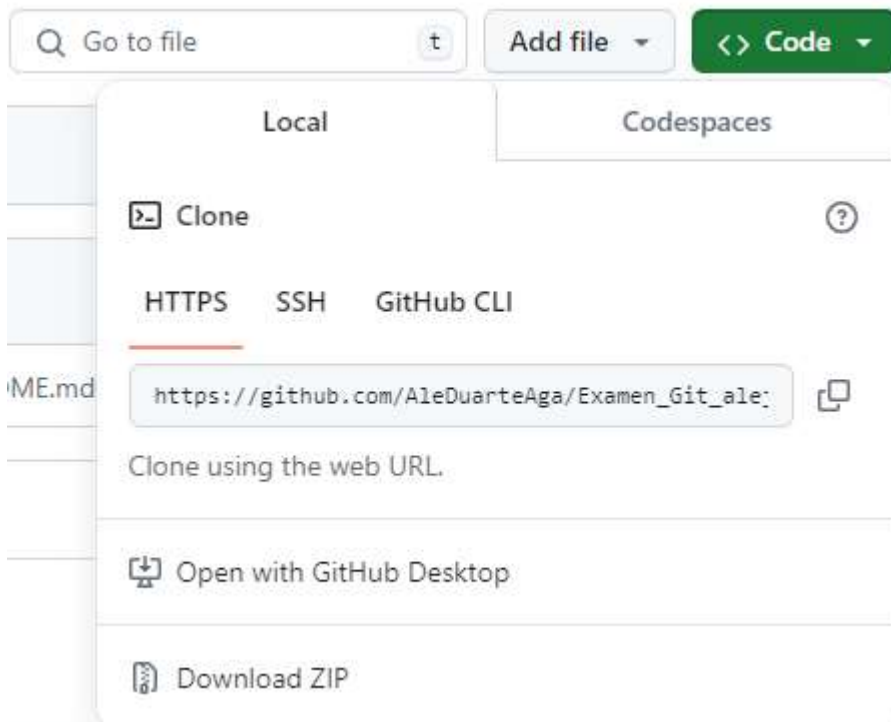 Go to file t Add file <> Code
Local Codespaces
Clone
HTTPS SSH GitHub CLI
ME.md
https://github.com/AleDuarteAga/Examen_Git_ale
Clone using the web URL.
Open with GitHub Desktop
Download ZIP